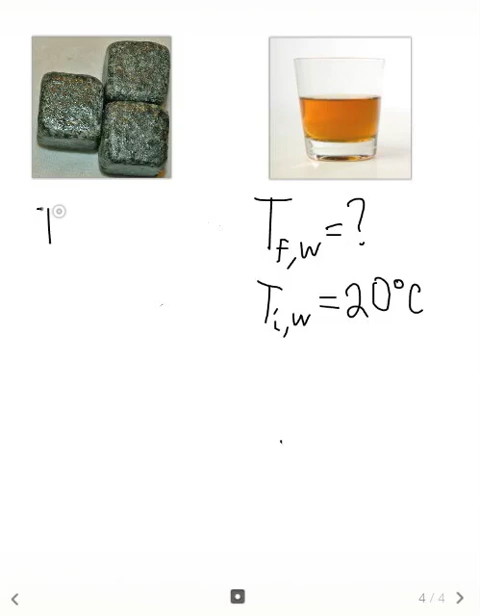 T
T_f,w = ?
T_i,w = 20°C
4 / 4